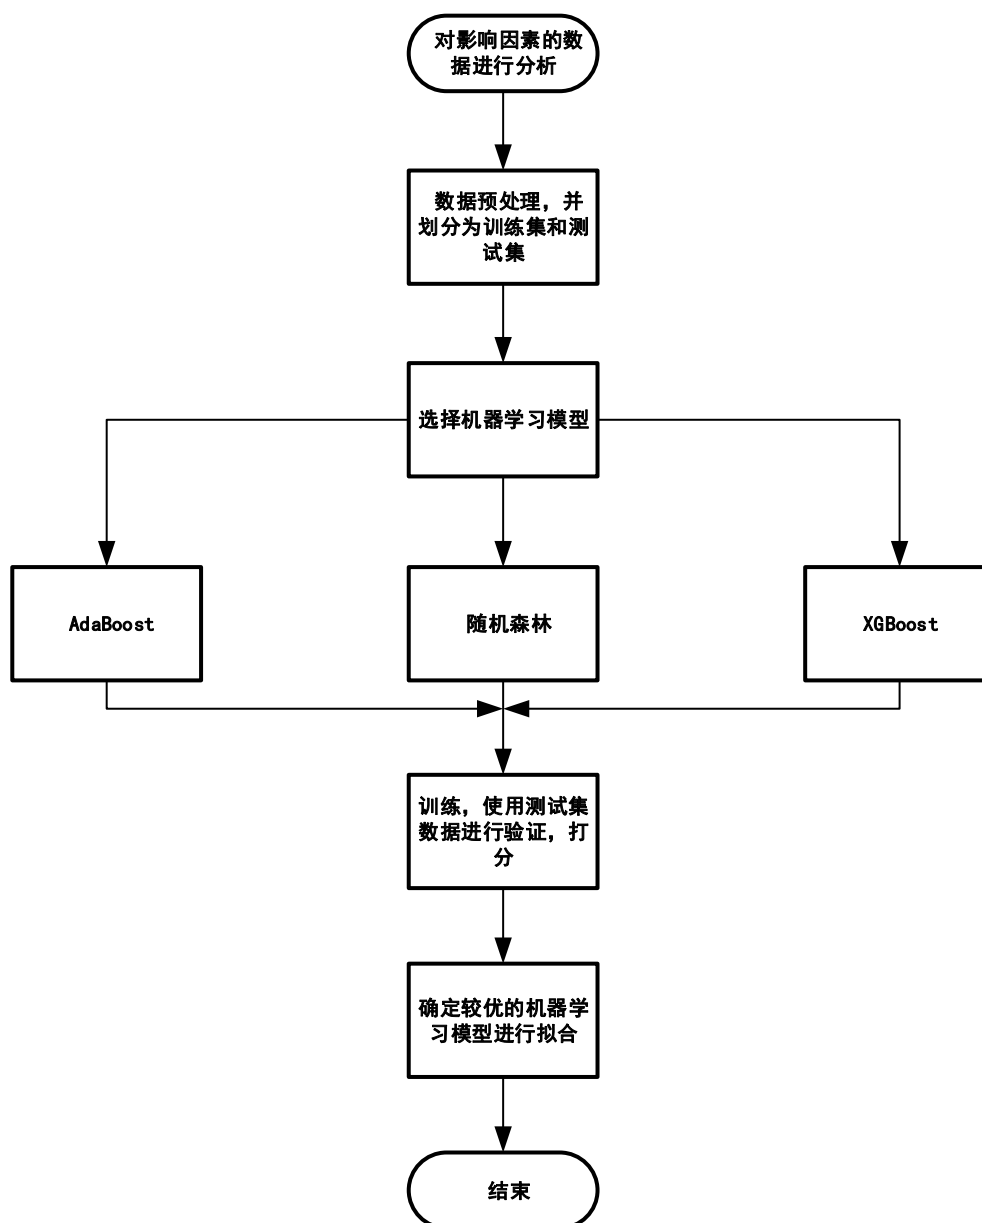 对影响因素的数
据进行分析
数据预处理，并
划分为训练集和测
试集
选择机器学习模型
AdaBoost
随机森林
XGBoost
训练，使用测试集
数据进行验证，打
分
确定较优的机器学
习模型进行拟合
结束